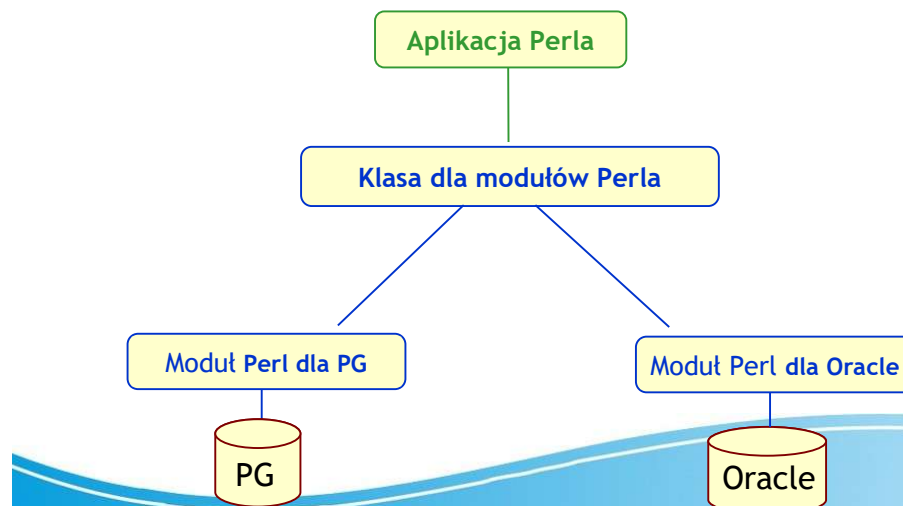 Aplikacja Perla
Klasa dla modułów Perla
Moduł Perl dla PG
Moduł Perl dla Oracle
PG
Oracle